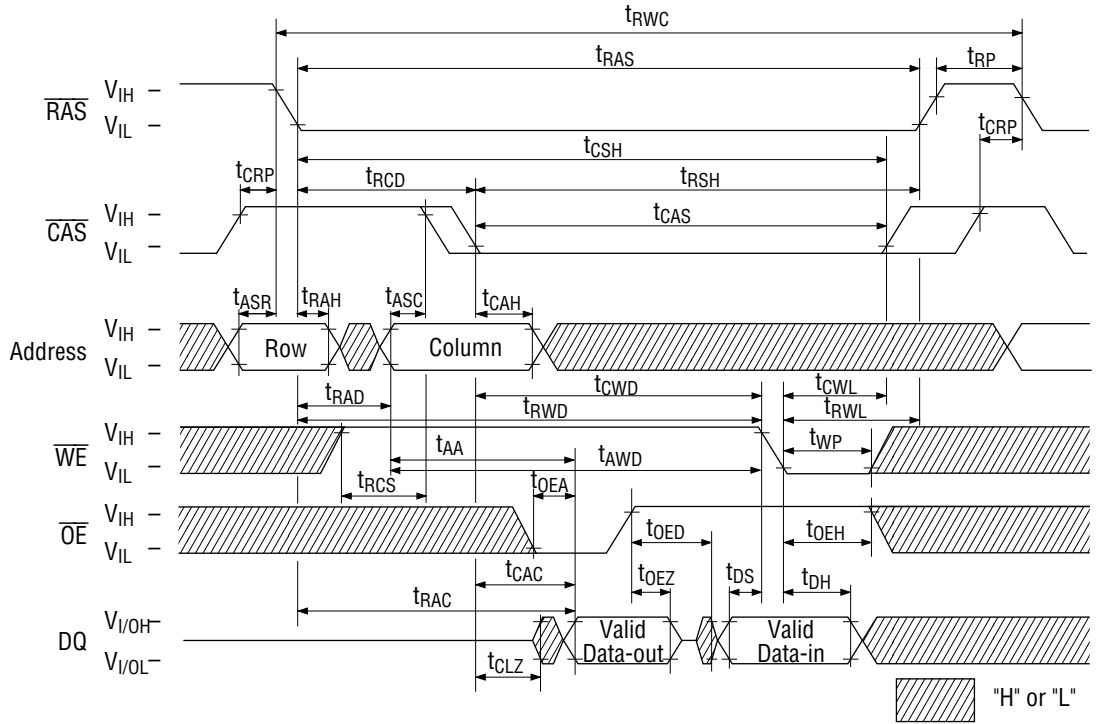 tRWC
tRAS
tRP
RAS
VIH
VIL
tCRP
tCSH
tCRP
tRCD
tRSH
CAS
VIH
VIL
tCAS
tASR
tRAH
tASC
tCAH
Address
VIH
VIL
Row
Column
tRAD
tCWD
tCWL
tRWD
tRWL
WE
VIH
VIL
tAA
tAWD
tWP
tRCS
tOEA
OE
VIH
VIL
tOED
tOEH
tCAC
tOEZ
tDS
tDH
tRAC
DQ
VI/OH
VI/OL
Valid
Data-out
Valid
Data-in
tCLZ
"H" or "L"